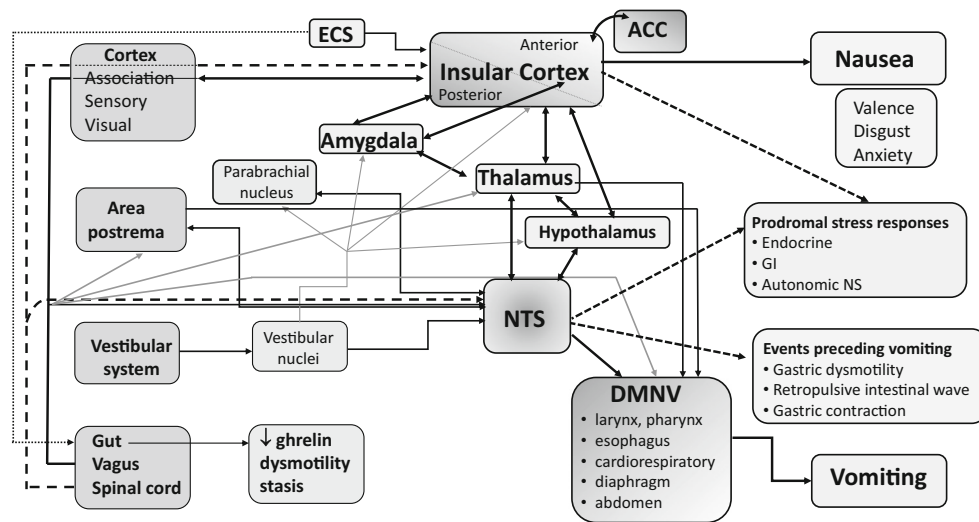 ECS
ACC
Cortex
Association
Sensory
Visual
Anterior
Insular Cortex
Posterior
Nausea
Valence
Disgust
Anxiety
Amygdala
Parabrachial
nucleus
Thalamus
Area
postrema
Hypothalamus
Prodromal stress responses
• Endocrine
• GI
• Autonomic NS
NTS
Vestibular
system
Vestibular
nuclei
Events preceding vomiting
• Gastric dysmotility
• Retropulsive intestinal wave
• Gastric contraction
DMNV
• larynx, pharynx
• esophagus
• cardiorespiratory
• diaphragm
• abdomen
Gut
Vagus
Spinal cord
↓ ghrelin
dysmotility
stasis
Vomiting